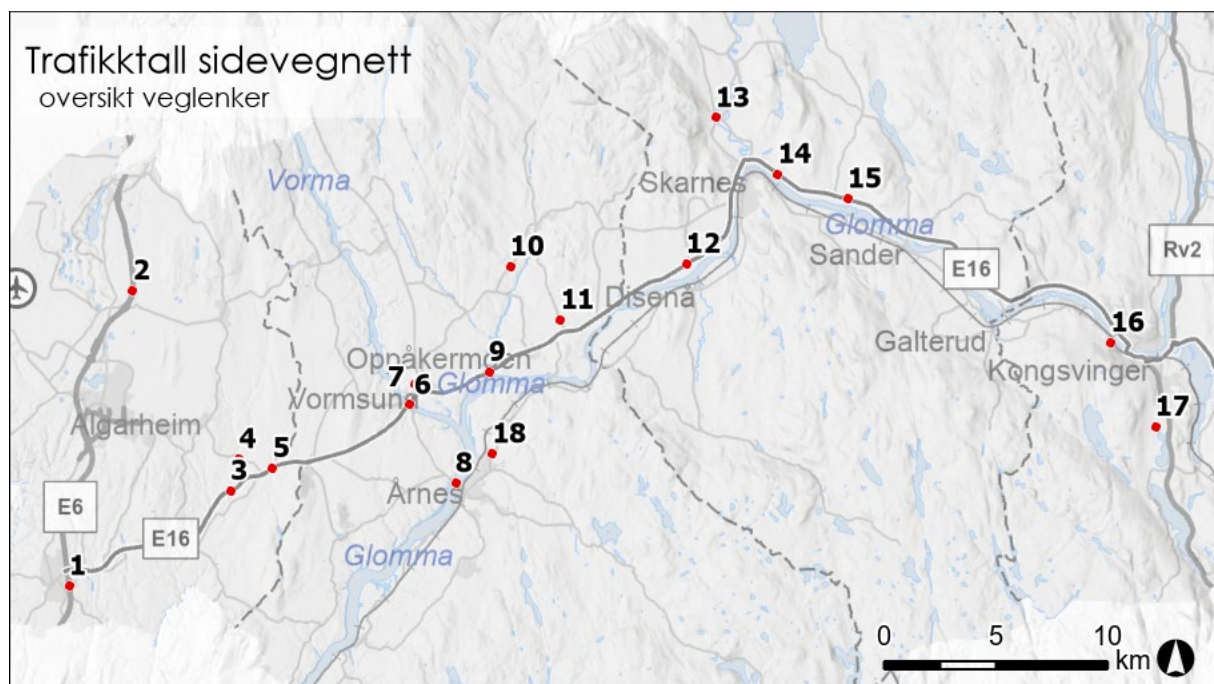 Trafikktall sidevegnett
oversikt veglenker
13
Vorma
Skarnes
14
15
Glomma
10
12
Sander
Rv2
2
E16
Disenå
11
Galterud
16
Oppåkermoen
9
Kongsvinger
7
6
Glomma
Vormsund
Algarheim
4
5
3
18
17
8
Årnes
E6
E16
Glomma
1
0 5 10
km